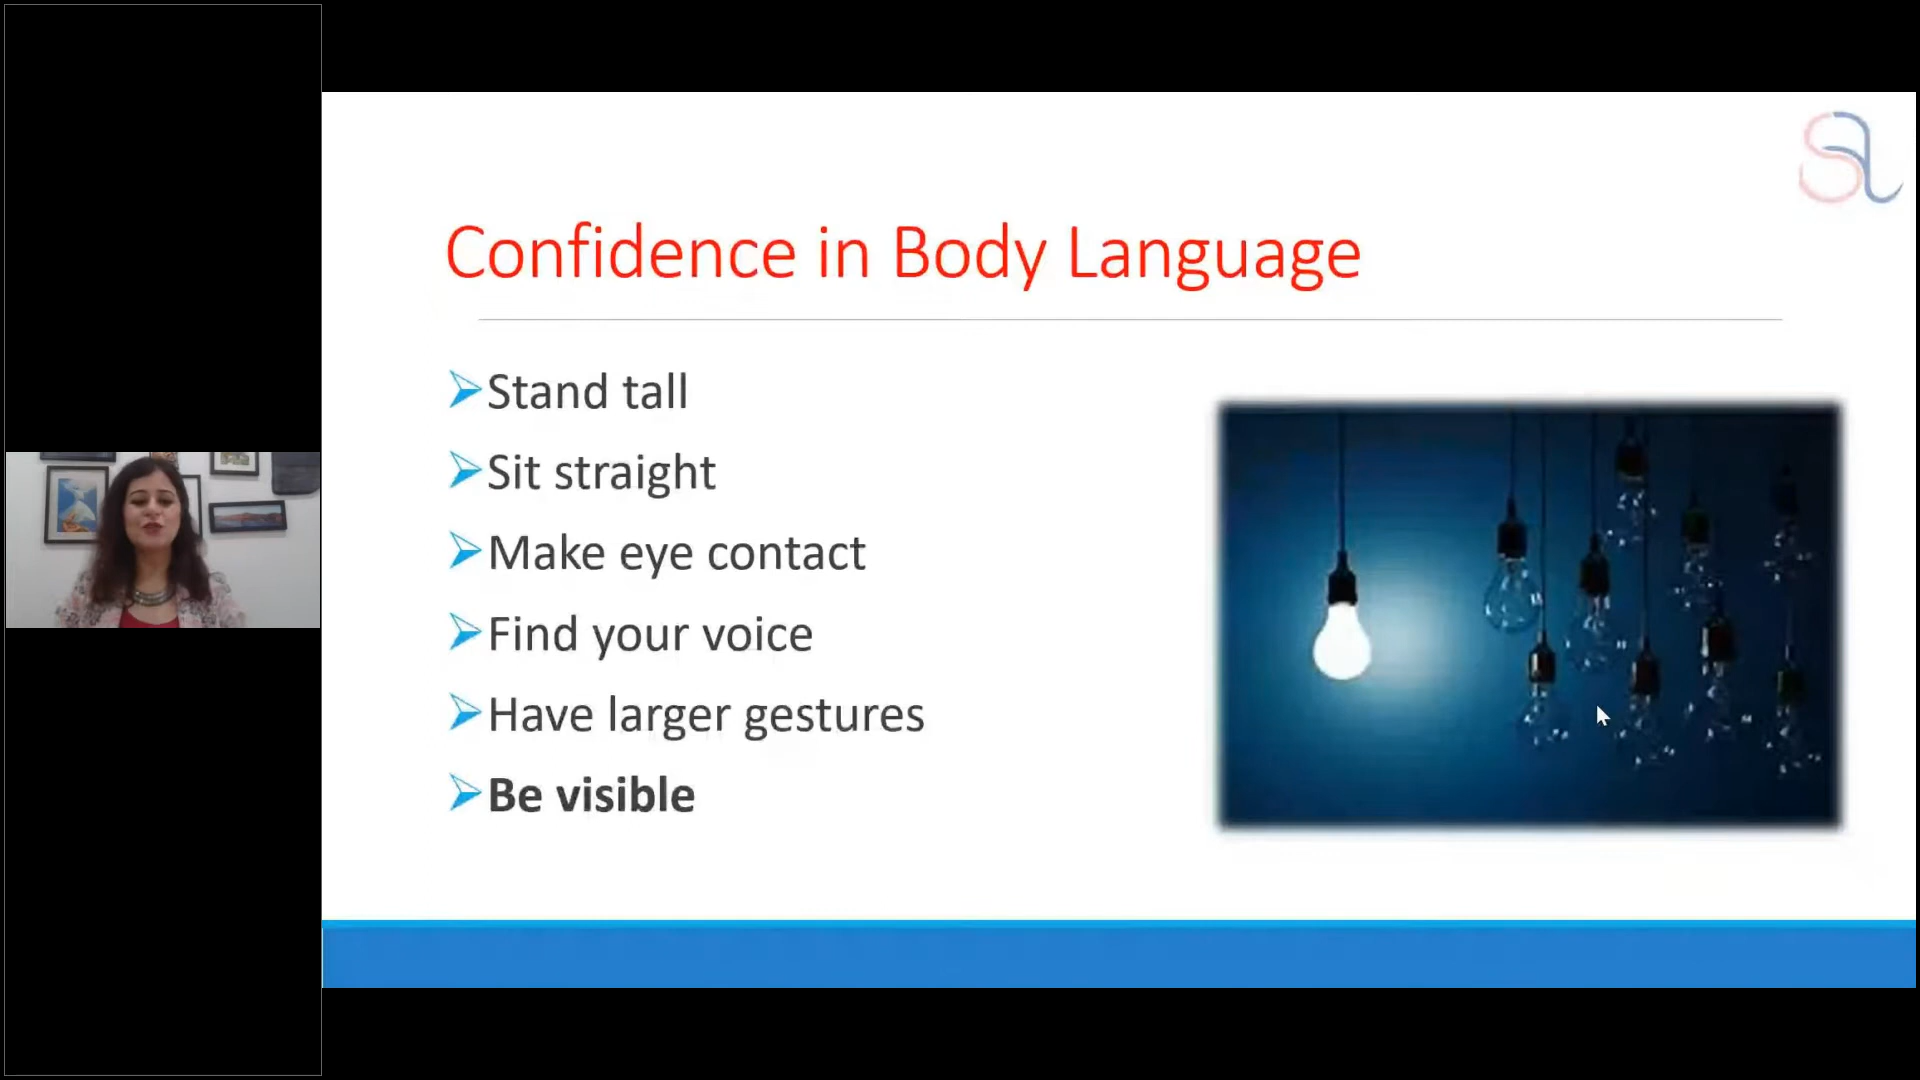 Confidence in Body Language
Stand tall
Sit straight
Make eye contact
Find your voice
Have larger gestures
Be visible